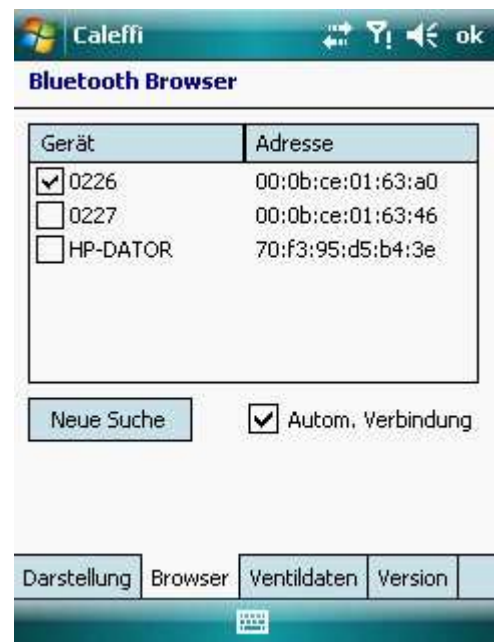 Caleffi ok
Bluetooth Browser
Gerät Adresse
0226 00:0b:ce:01:63:a0
0227 00:0b:ce:01:63:46
HP-DATOR 70:f3:95:d5:b4:3e
Neue Suche Autom. Verbindung
Darstellung Browser Ventildaten Version